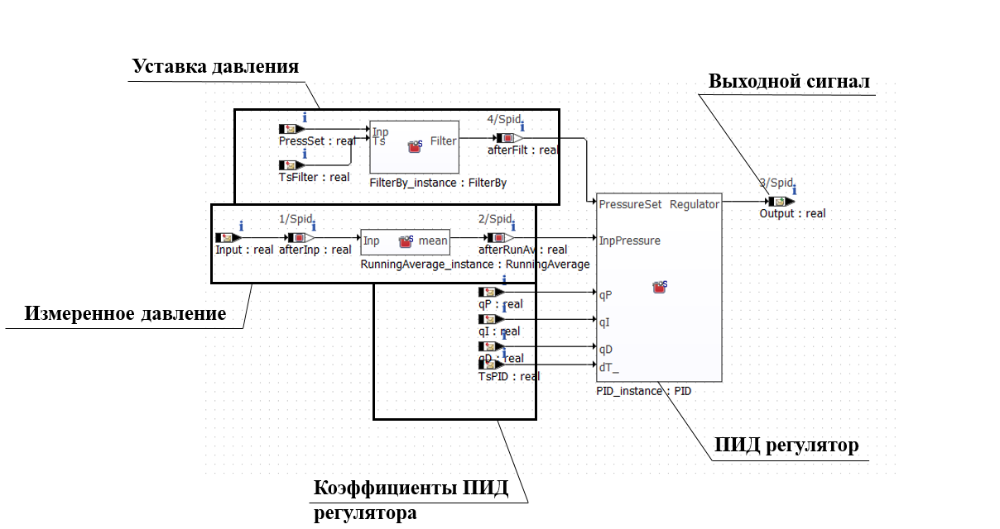 Уставка давления
Выходной сигнал
4/Spid
i
i
PressSet : real
Inp
Ts
Filter
afterFilt : real
i
TsFilter : real
FilterBy_instance : FilterBy
3/Spid
i
Output : real
PressureSet Regulator
1/Spid
2/Spid
i
i
i
Input : real
afterInp : real
Inp
mean
afterRunAv : real
InpPressure
RunningAverage_instance : RunningAverage
i
qP : real
qP
i
qI : real
qI
i
qD : real
qD
i
TsPID : real
dT_
PID_instance : PID
Измеренное давление
ПИД регулятор
Коэффициенты ПИД
регулятора